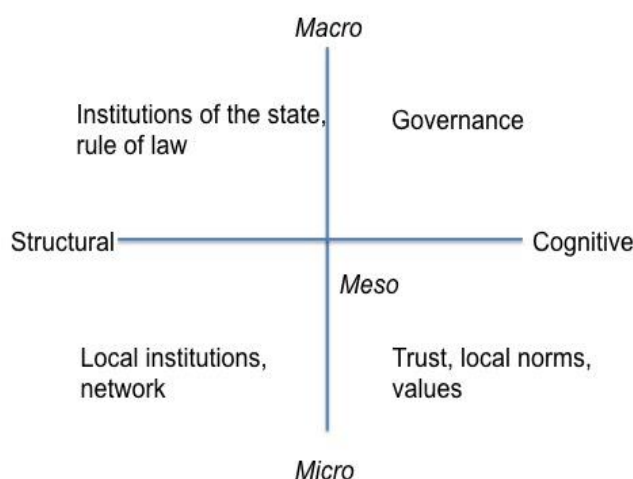 Macro
Institutions of the state,
rule of law
Governance
Structural
Cognitive
Meso
Local institutions,
network
Trust, local norms,
values
Micro